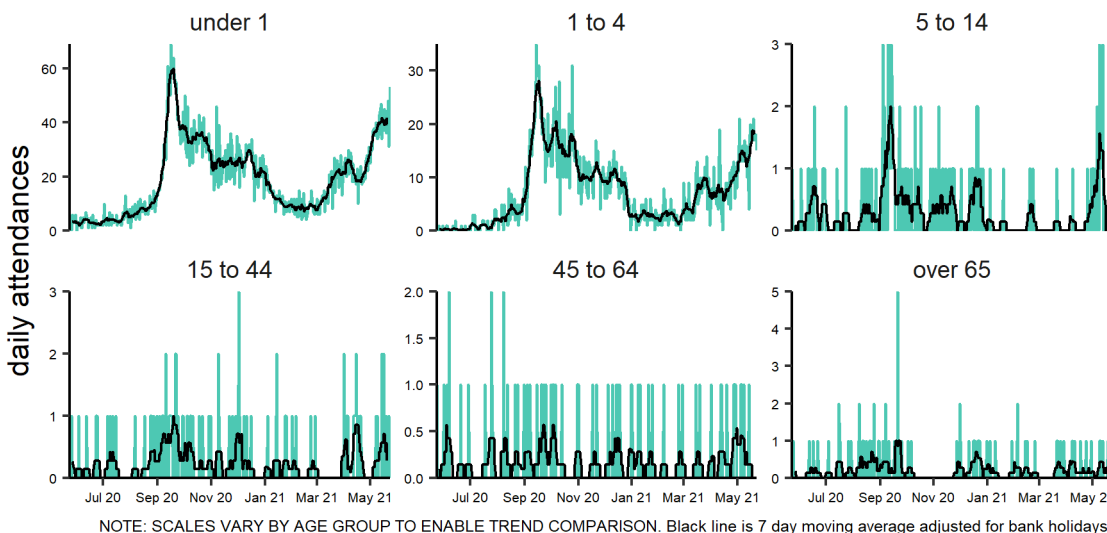 under 1
1 to 4
5 to 14
60
40
20
0
30
20
10
0
3
2
1
0
daily attendances
15 to 44
45 to 64
over 65
3
2
1
0
2.0
1.5
1.0
0.5
0.0
5
4
3
2
1
0
Jul 20 Sep 20 Nov 20 Jan 21 Mar 21 May 21
Jul 20 Sep 20 Nov 20 Jan 21 Mar 21 May 21
Jul 20 Sep 20 Nov 20 Jan 21 Mar 21 May 21
NOTE: SCALES VARY BY AGE GROUP TO ENABLE TREND COMPARISON. Black line is 7 day moving average adjusted for bank holidays